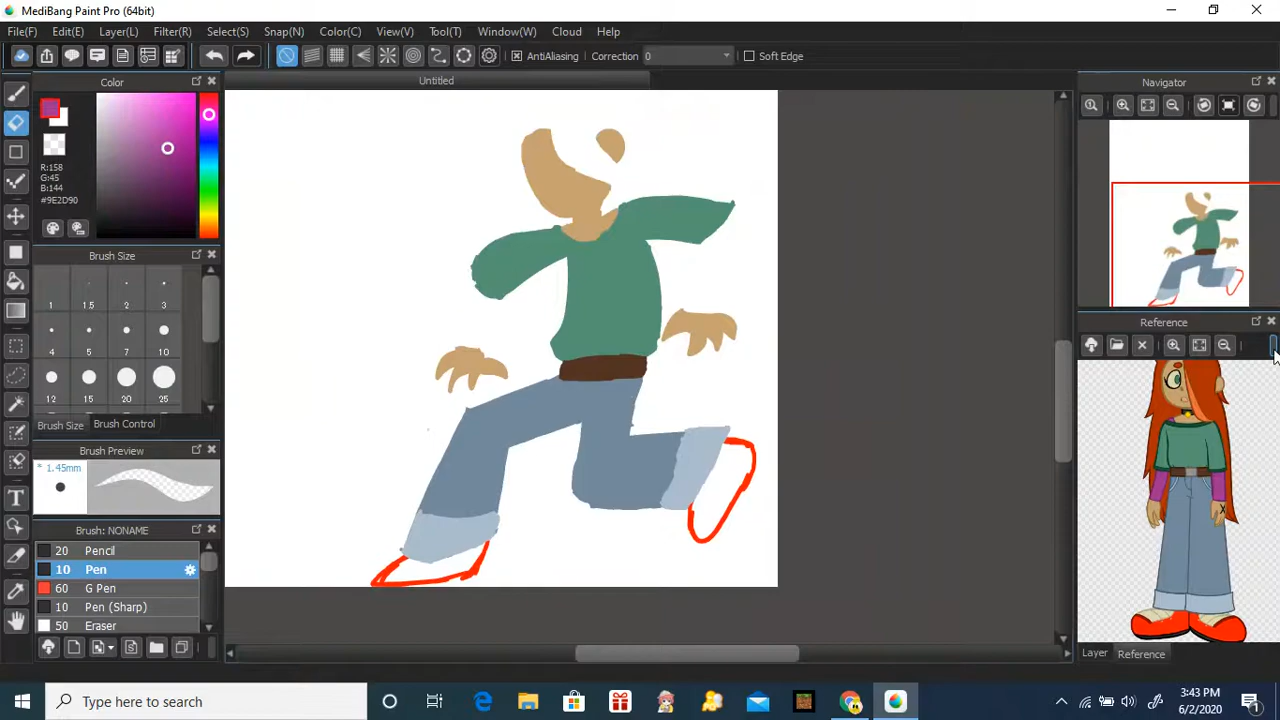 MediBang Paint Pro (64bit)
File(F) Edit(E) Layer(L) Filter(R) Select(S) Snap(N) Color(C) View(V) Tool(T) Window(W) Cloud Help
AntiAliasing Correction 0 Soft Edge
Color
Untitled
Navigator
R:158
G:45
B:144
#9E2D90
Brush Size
1 1.5 2 3
4 5 7 10
12 15 20 25
Brush Size Brush Control
Brush Preview
* 1.45mm
Brush: NONAME
20 Pencil
10 Pen
60 G Pen
10 Pen (Sharp)
50 Eraser
Reference
Layer Reference
Type here to search
3:43 PM
6/2/2020
1